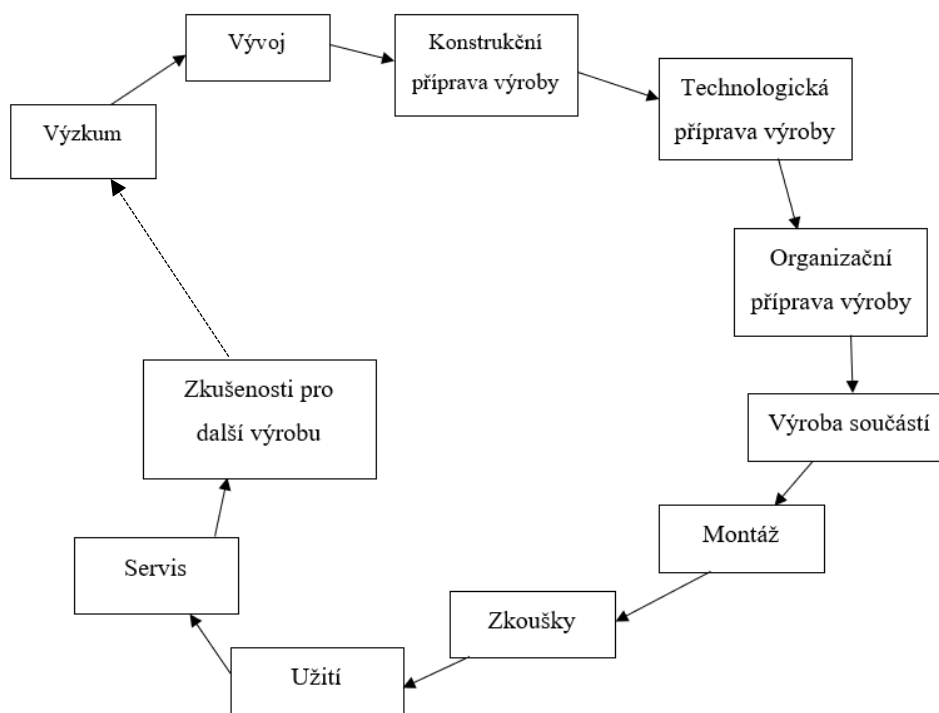 Vývoj
Konstrukční
příprava výroby
Technologická
příprava výroby
Výzkum
Organizační
příprava výroby
Zkušenosti pro
další výrobu
Výroba součástí
Montáž
Servis
Zkoušky
Užití